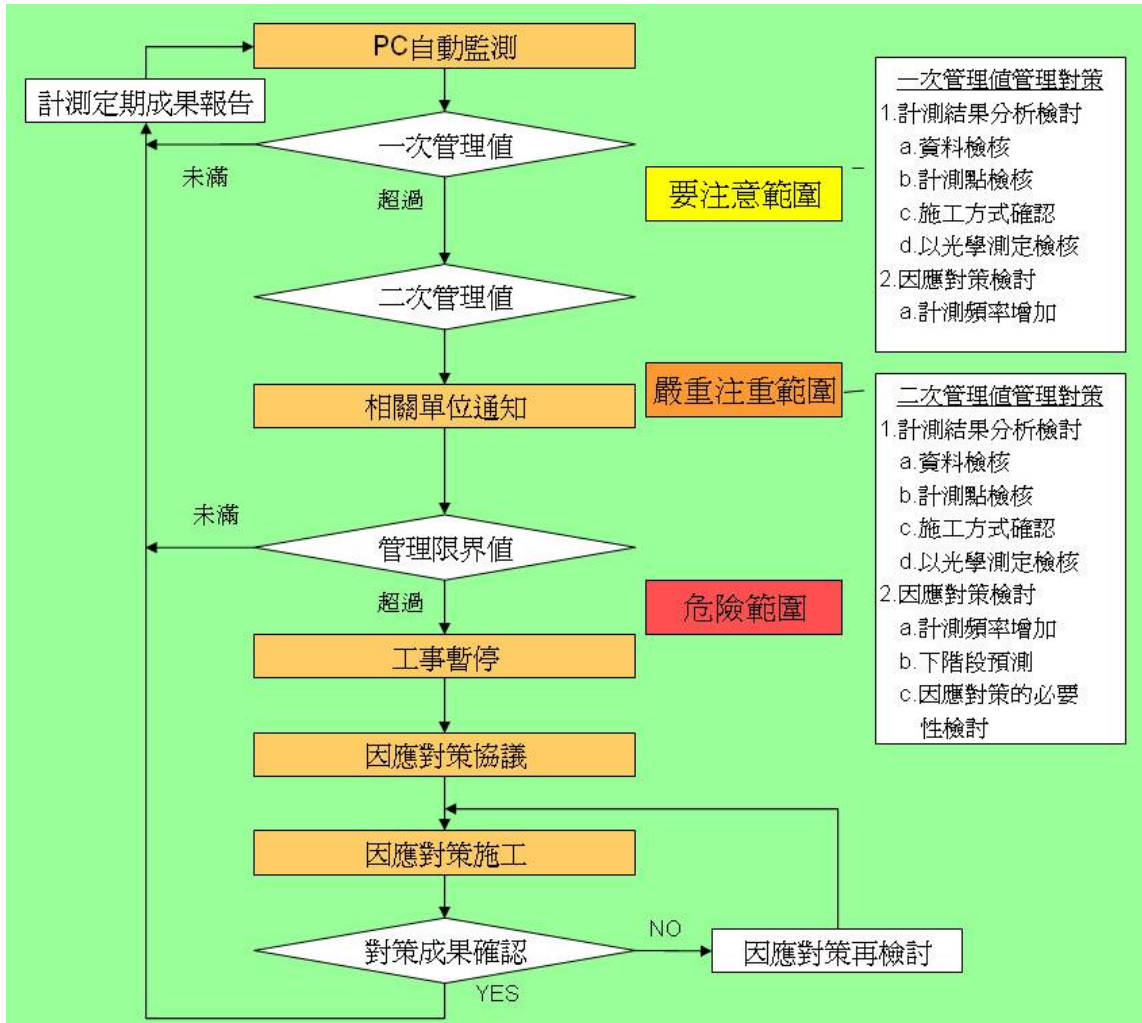 PC自動監測
計測定期成果報告
一次管理值
未滿
超過
要注意範圍
一次管理值管理對策
1.計測結果分析檢討
a.資料檢核
b.計測點檢核
c.施工方式確認
d.以光學測定檢核
2.因應對策檢討
a.計測頻率增加
二次管理值
相關單位通知
嚴重注重範圍
二次管理值管理對策
1.計測結果分析檢討
a.資料檢核
b.計測點檢核
c.施工方式確認
d.以光學測定檢核
2.因應對策檢討
a.計測頻率增加
b.下階段預測
c.因應對策的必要
性檢討
未滿
管理限界值
超過
危險範圍
工事暫停
因應對策協議
因應對策施工
對策成果確認
NO
因應對策再檢討
YES